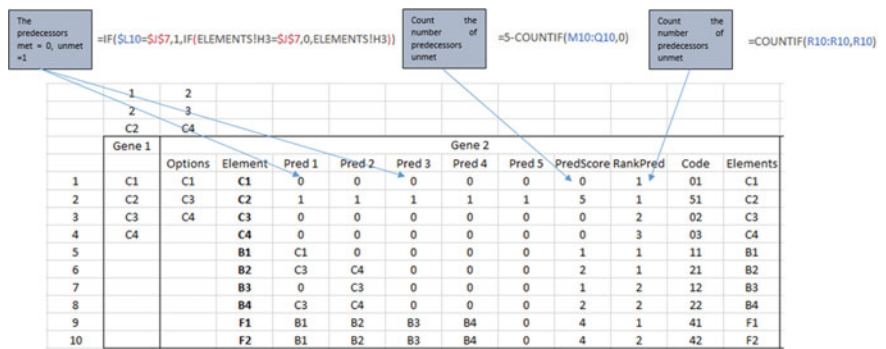 The
predecessors
met = 0, unmet
=1
=IF($L10=$J$7,1,IF(ELEMENTS!H3=$J$7,0,ELEMENTS!H3))
Count the
number of
predecessors
unmet
=5-COUNTIF(M10:Q10,0)
Count the
number of
predecessors
unmet
=COUNTIF(R10:R10,R10)
1 2
2 3
C2 C4
Gene 1 Gene 2
Options Element Pred 1 Pred 2 Pred 3 Pred 4 Pred 5 PredScore RankPred Code Elements
1 C1 C1 C1 0 0 0 0 0 0 1 01 C1
2 C2 C3 C2 1 1 1 1 1 5 1 51 C2
3 C3 C4 C3 0 0 0 0 0 0 2 02 C3
4 C4 C4 0 0 0 0 0 0 3 03 C4
5 B1 C1 0 0 0 0 1 1 11 B1
6 B2 C3 C4 0 0 0 2 1 21 B2
7 B3 0 C3 0 0 0 1 2 12 B3
8 B4 C3 C4 0 0 0 2 2 22 B4
9 F1 B1 B2 B3 B4 0 4 1 41 F1
10 F2 B1 B2 B3 B4 0 4 2 42 F2